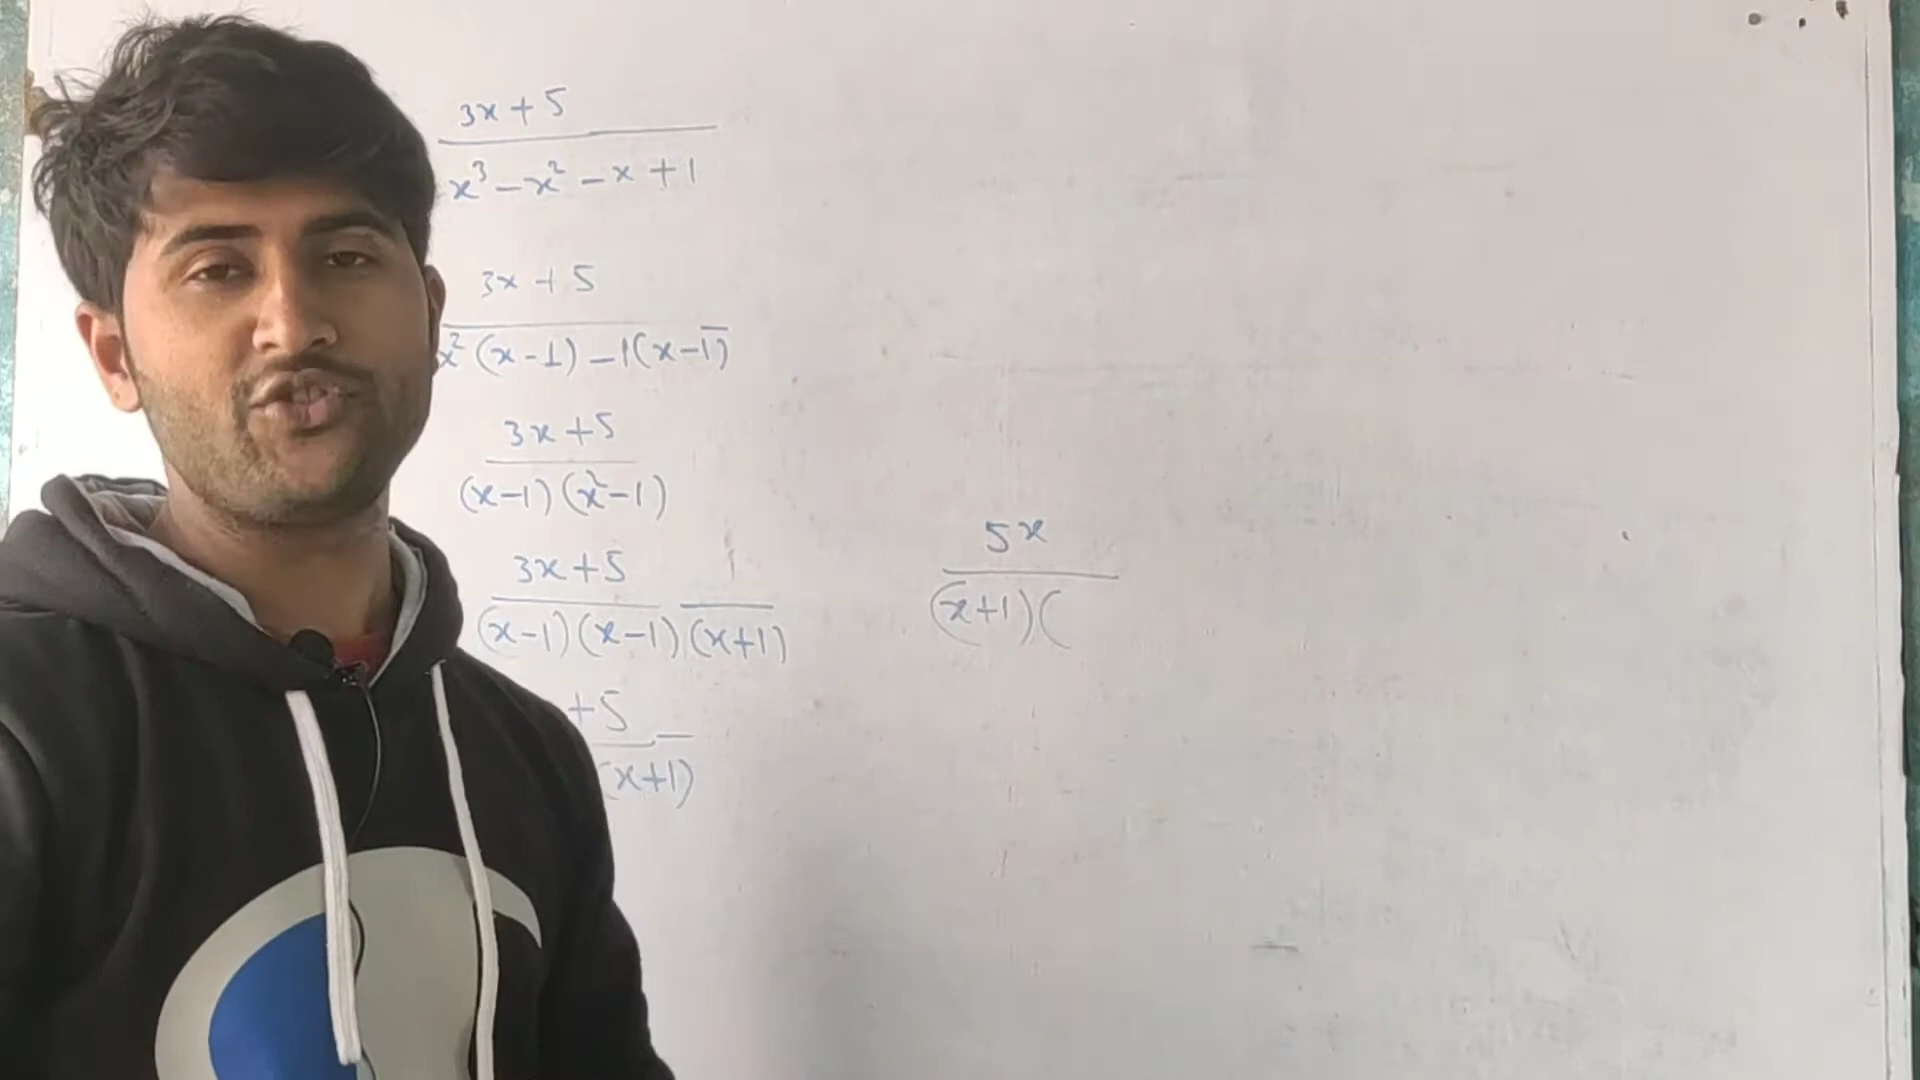 3x + 5
x³ - x² - x + 1
3x + 5
x² (x - 1) - 1(x - 1)
3x + 5
(x - 1) (x² - 1)
3x + 5
(x - 1) (x - 1) (x + 1)
+ 5
(x + 1)
5x
(x + 1) (